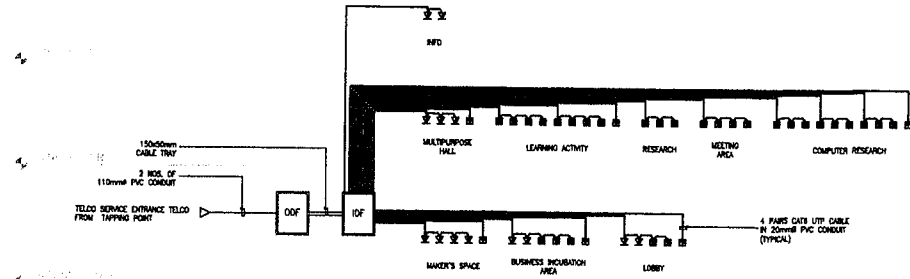 INFO
MULTIPURPOSE
HALL
LEARNING ACTIVITY
RESEARCH
MEETING
AREA
COMPUTER RESEARCH
150x50mm
CABLE TRAY
2 NOS. OF
110mmø PVC CONDUIT
TELCO SERVICE ENTRANCE TELCO
FROM TAPPING POINT
ODF
IDF
4 PAIRS CAT6 UTP CABLE
IN 20mmø PVC CONDUIT
(TYPICAL)
MAKER'S SPACE
BUSINESS INCUBATION
AREA
LOBBY